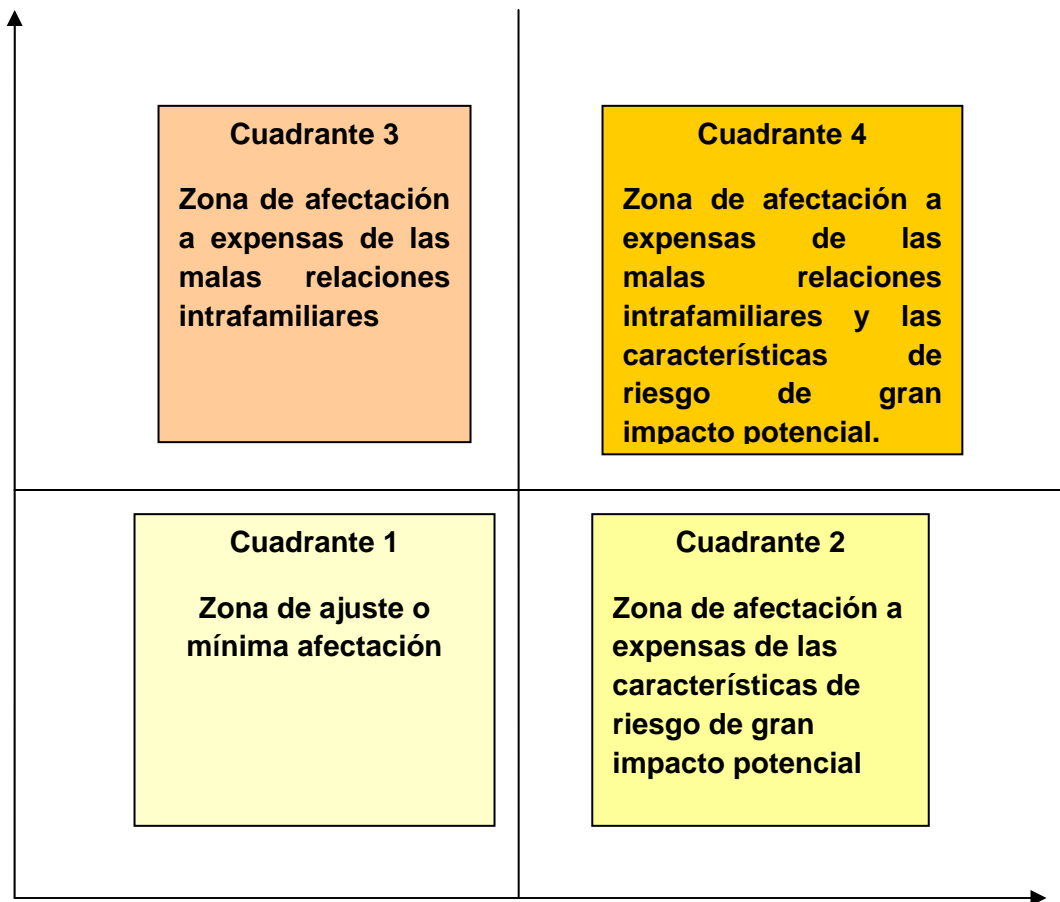 Cuadrante 3
Zona de afectación
a expensas de las
malas relaciones
intrafamiliares
Cuadrante 4
Zona de afectación a
expensas de las
malas relaciones
intrafamiliares y las
características de
riesgo de gran
impacto potencial.
Cuadrante 1
Zona de ajuste o
mínima afectación
Cuadrante 2
Zona de afectación a
expensas de las
características de
riesgo de gran
impacto potencial